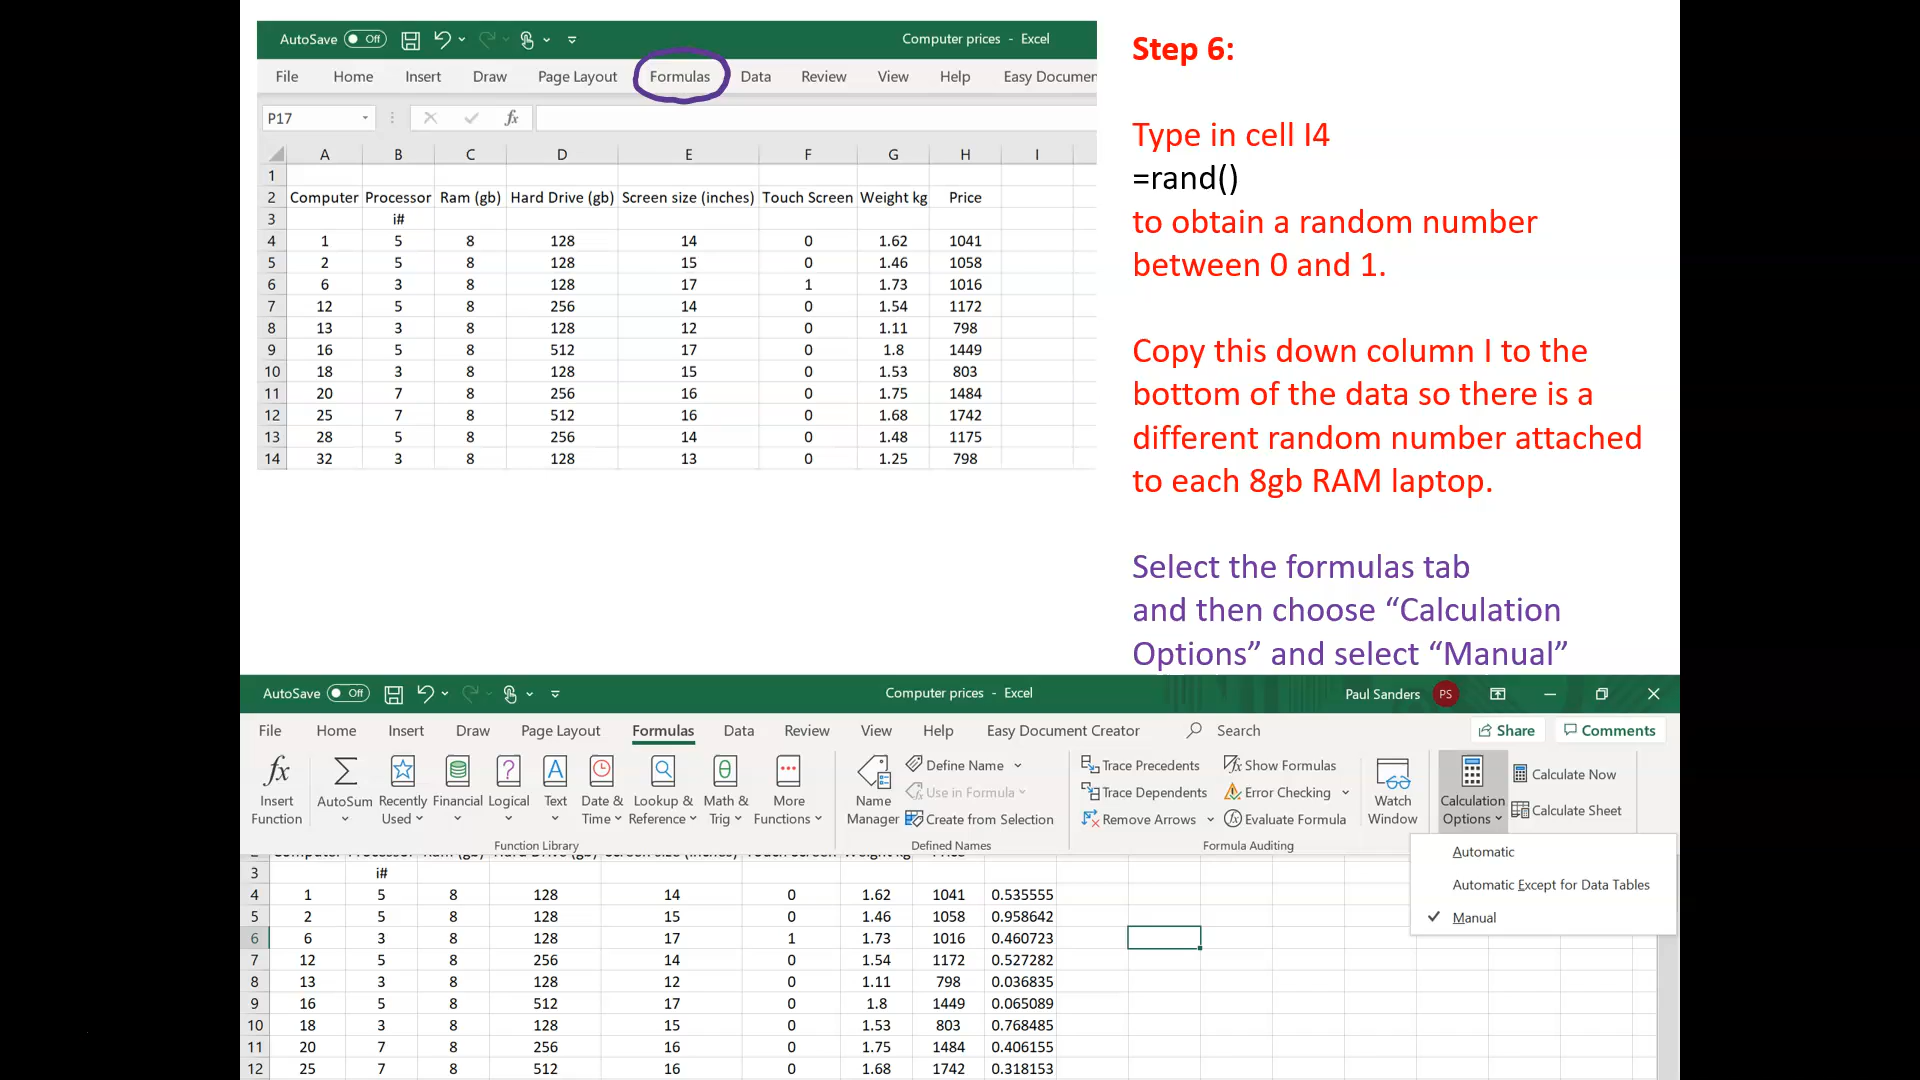 AutoSave Off Computer prices - Excel
File Home Insert Draw Page Layout Formulas Data Review View Help Easy Documen
P17 fx
A B C D E F G H I
1
2 Computer Processor Ram (gb) Hard Drive (gb) Screen size (inches) Touch Screen Weight kg Price
3 i#
4 1 5 8 128 14 0 1.62 1041
5 2 5 8 128 15 0 1.46 1058
6 6 3 8 128 17 1 1.73 1016
7 12 5 8 256 14 0 1.54 1172
8 13 3 8 128 12 0 1.11 798
9 16 5 8 512 17 0 1.8 1449
10 18 3 8 128 15 0 1.53 803
11 20 7 8 256 16 0 1.75 1484
12 25 7 8 512 16 0 1.68 1742
13 28 5 8 256 14 0 1.48 1175
14 32 3 8 128 13 0 1.25 798
Step 6:
Type in cell I4
=rand()
to obtain a random number
between 0 and 1.
Copy this down column I to the
bottom of the data so there is a
different random number attached
to each 8gb RAM laptop.
Select the formulas tab
and then choose “Calculation
Options” and select “Manual”
AutoSave Off Computer prices - Excel Paul Sanders PS
File Home Insert Draw Page Layout Formulas Data Review View Help Easy Document Creator Search Share Comments
fx
Insert Function
AutoSum
Recently Used
Financial
Logical
Text
Date & Time
Lookup & Reference
Math & Trig
More Functions
Function Library
Name Manager
Define Name
Use in Formula
Create from Selection
Defined Names
Trace Precedents
Trace Dependents
Remove Arrows
Show Formulas
Error Checking
Evaluate Formula
Formula Auditing
Watch Window
Calculation Options
Calculate Now
Calculate Sheet
Automatic
Automatic Except for Data Tables
Manual
2 Computer Processor Ram (gb) Hard Drive (gb) Screen size (inches) Touch Screen Weight kg Price
3 i#
4 1 5 8 128 14 0 1.62 1041 0.535555
5 2 5 8 128 15 0 1.46 1058 0.958642
6 6 3 8 128 17 1 1.73 1016 0.460723
7 12 5 8 256 14 0 1.54 1172 0.527282
8 13 3 8 128 12 0 1.11 798 0.036835
9 16 5 8 512 17 0 1.8 1449 0.065089
10 18 3 8 128 15 0 1.53 803 0.768485
11 20 7 8 256 16 0 1.75 1484 0.406155
12 25 7 8 512 16 0 1.68 1742 0.318153